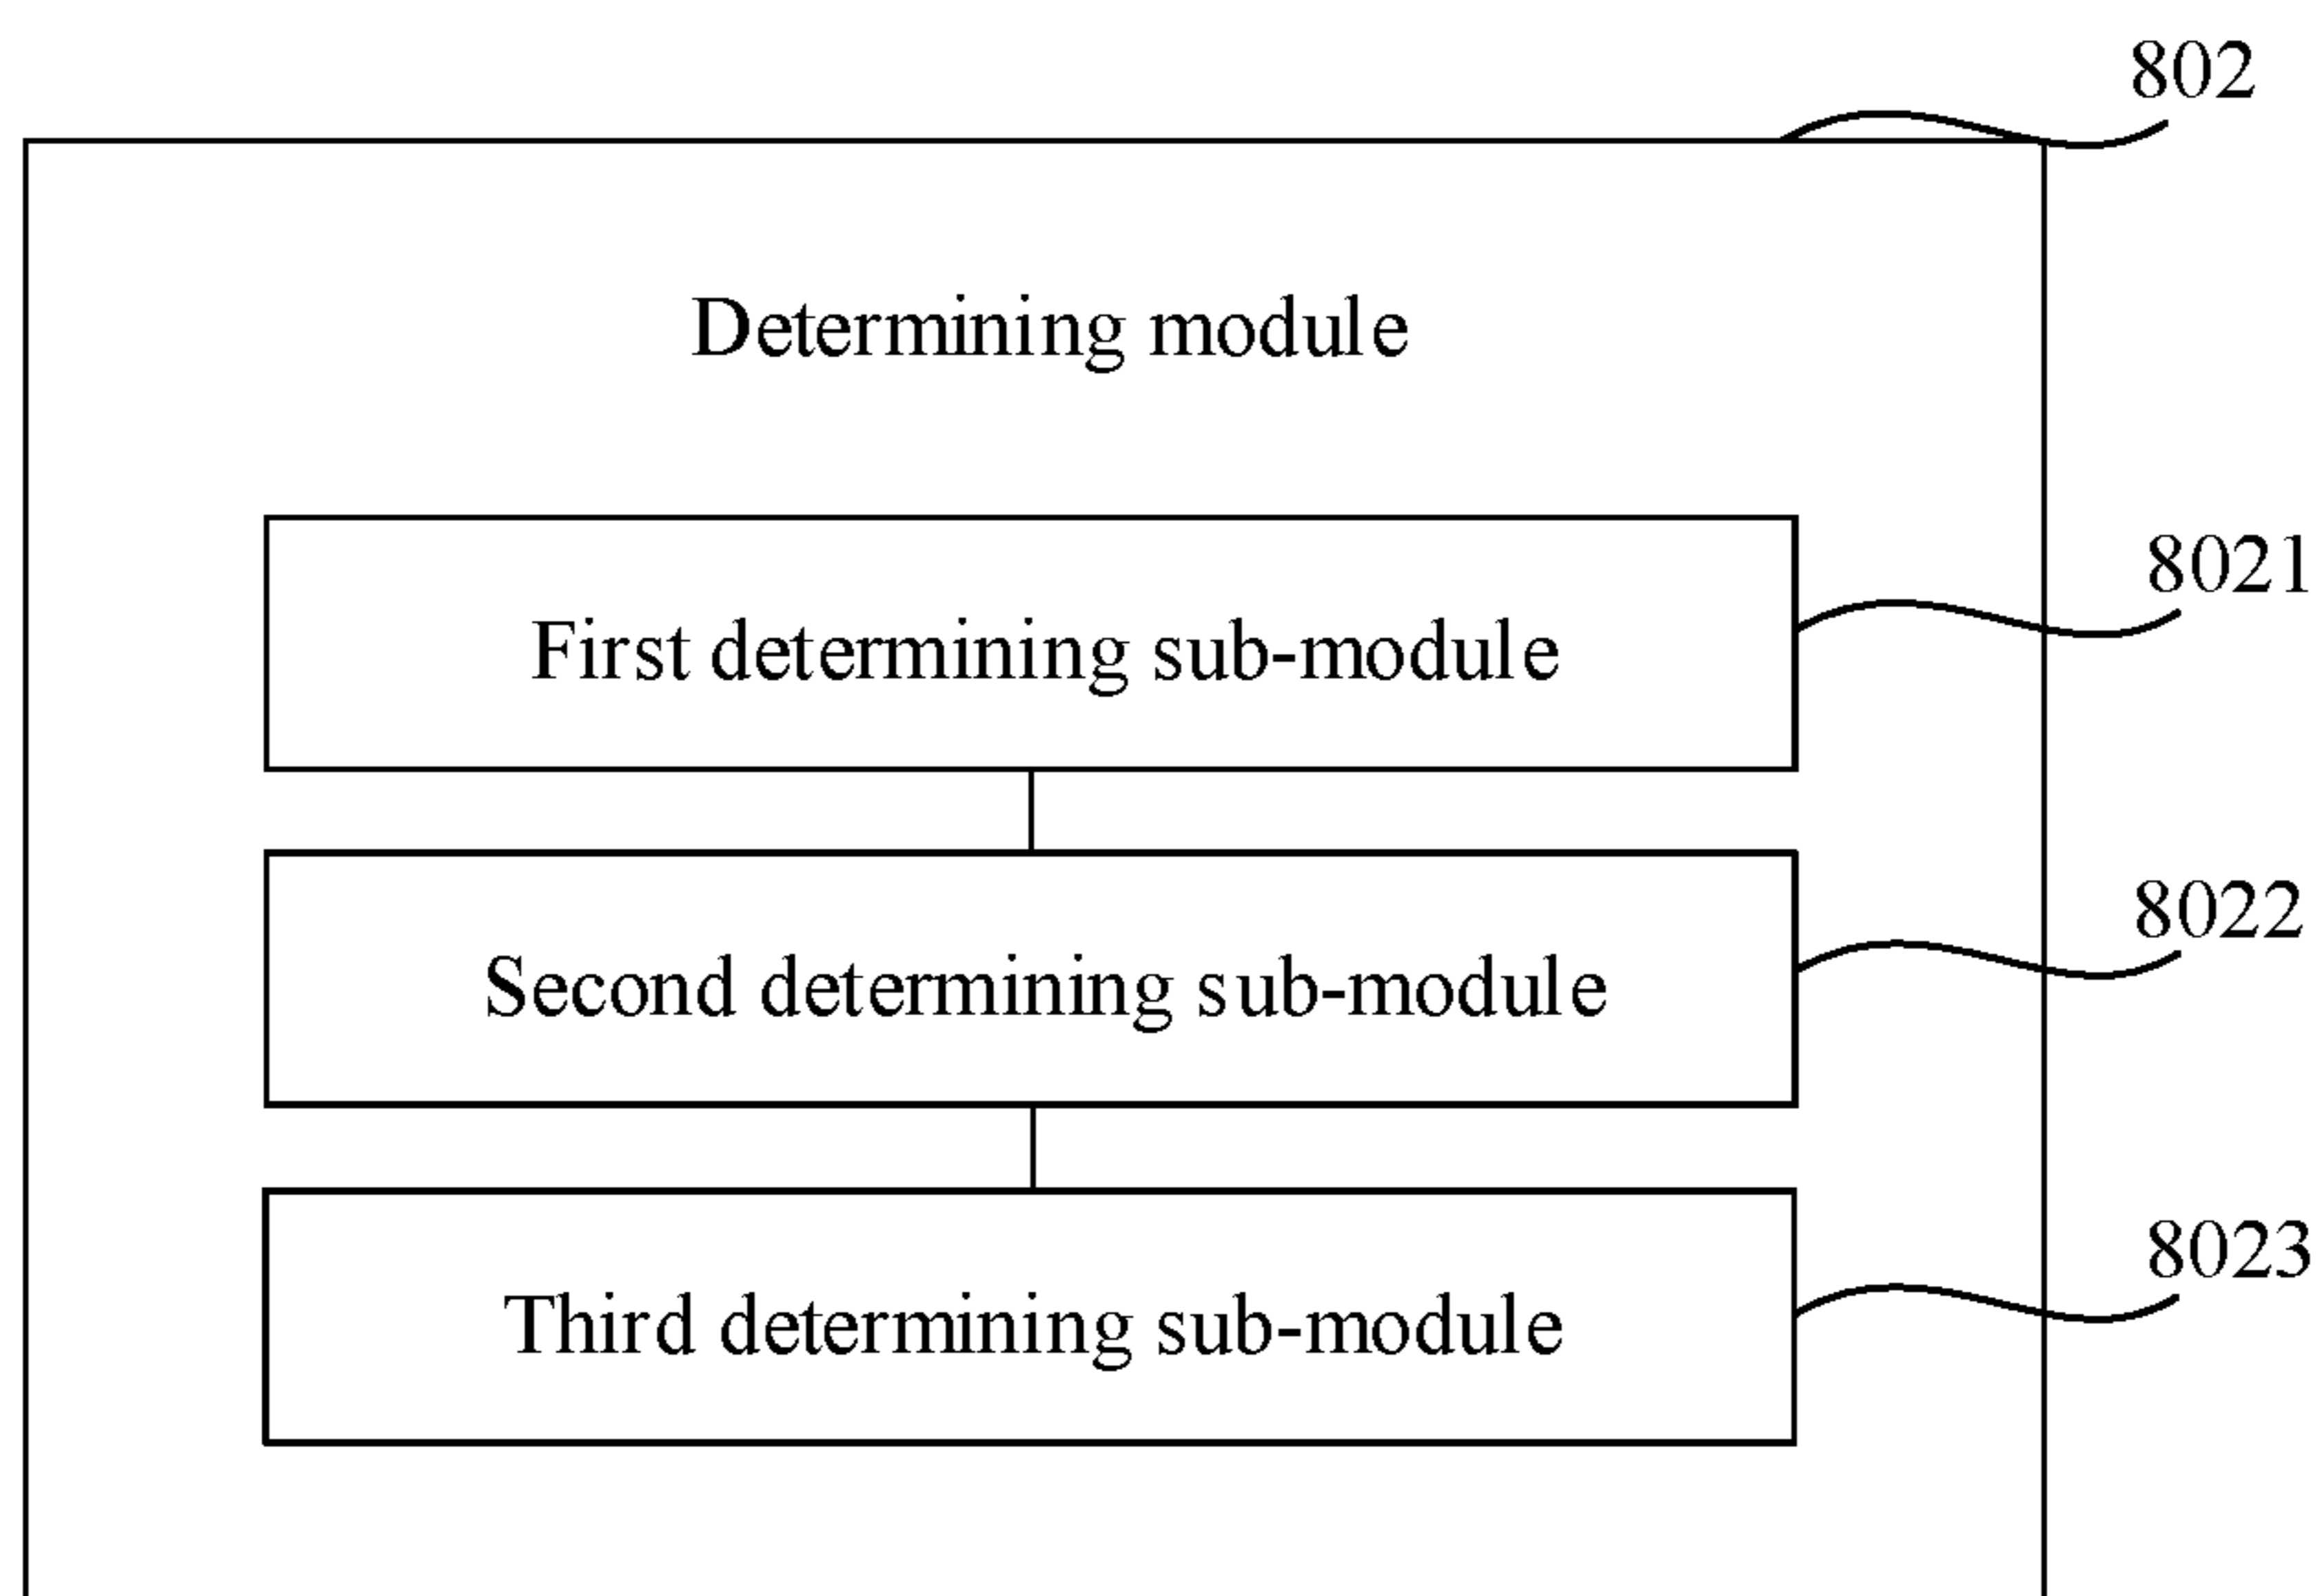 802
Determining module
8021
First determining sub-module
8022
Second determining sub-module
8023
Third determining sub-module